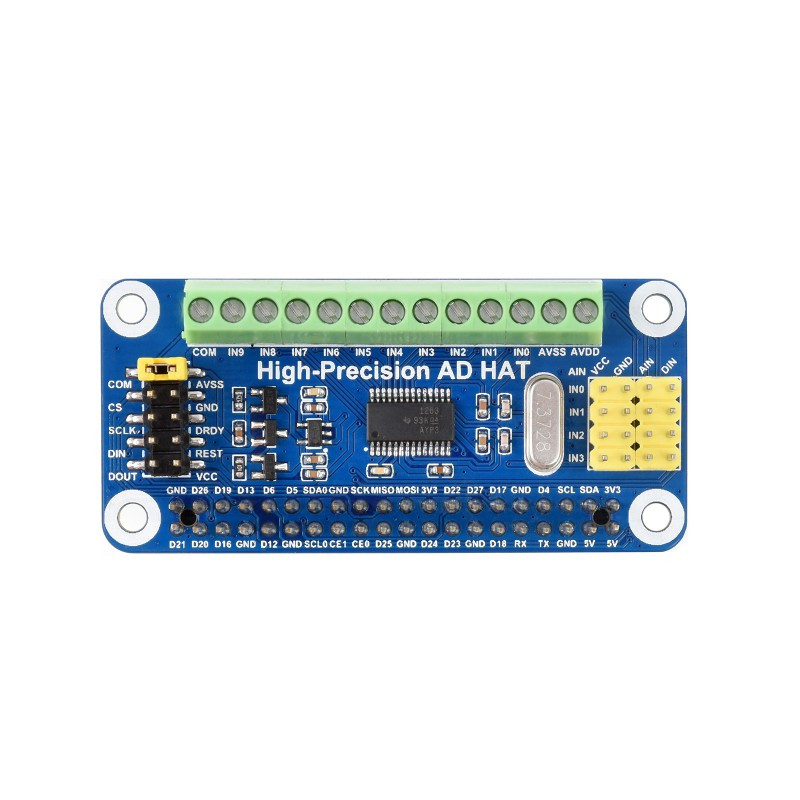 COM IN9 IN8 IN7 IN6 IN5 IN4 IN3 IN2 IN1 IN0 AVSS AVDD
High-Precision AD HAT
AIN VCC GND AIN DIN
COM AVSS
CS GND
SCLK DRDY
DIN REST
DOUT VCC
1263
93K
AYP3
7.3728
IN0
IN1
IN2
IN3
GND D26 D19 D13 D6 D5 SDA0 GND SCK MISO MOSI 3V3 D22 D27 D17 GND D4 SCL SDA 3V3
D21 D20 D16 GND D12 GND SCL0 CE1 CE0 D25 GND D24 D23 GND D18 RX TX GND 5V 5V